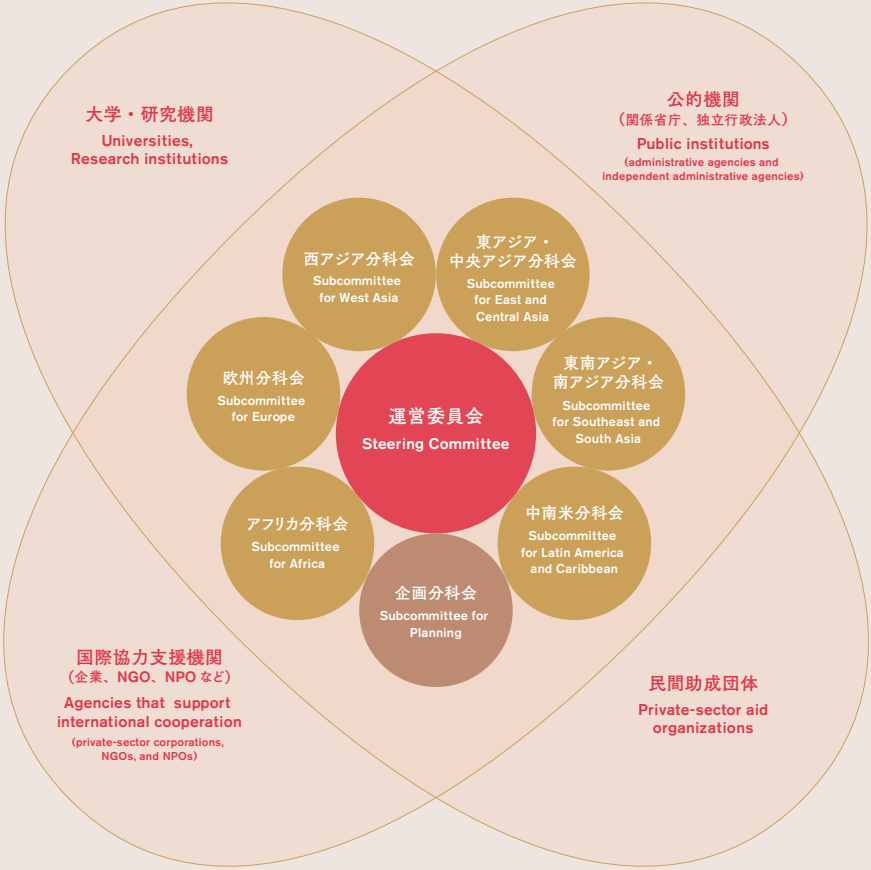 大学・研究機関
Universities,
Research institutions
公的機関
（関係省庁、独立行政法人）
Public institutions
(administrative agencies and
independent administrative agencies)
西アジア分科会
Subcommittee
for West Asia
東アジア・
中央アジア分科会
Subcommittee
for East and
Central Asia
欧州分科会
Subcommittee
for Europe
運営委員会
Steering Committee
東南アジア・
南アジア分科会
Subcommittee
for Southeast and
South Asia
アフリカ分科会
Subcommittee
for Africa
中南米分科会
Subcommittee
for Latin America
and Caribbean
企画分科会
Subcommittee for
Planning
国際協力支援機関
（企業、NGO、NPO など）
Agencies that support
international cooperation
(private-sector corporations,
NGOs, and NPOs)
民間助成団体
Private-sector aid
organizations